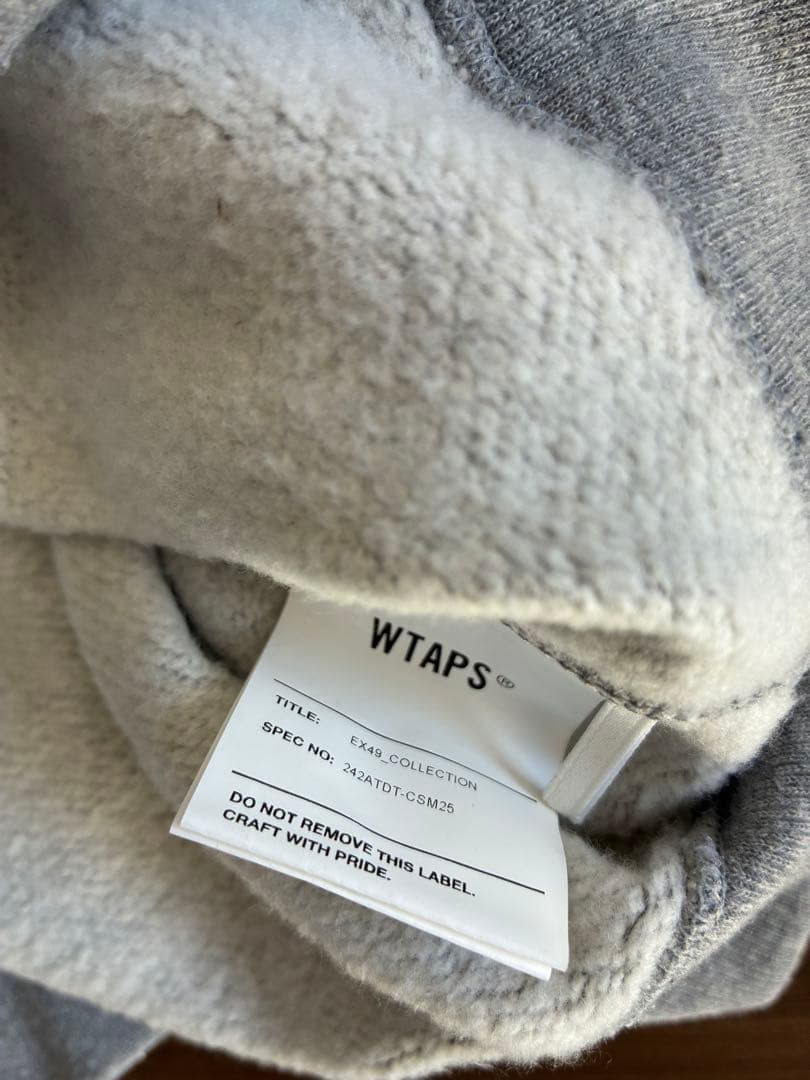 WTAPS®
TITLE: EX49_COLLECTION
SPEC NO: 242ATDT-CSM25
DO NOT REMOVE THIS LABEL.
CRAFT WITH PRIDE.